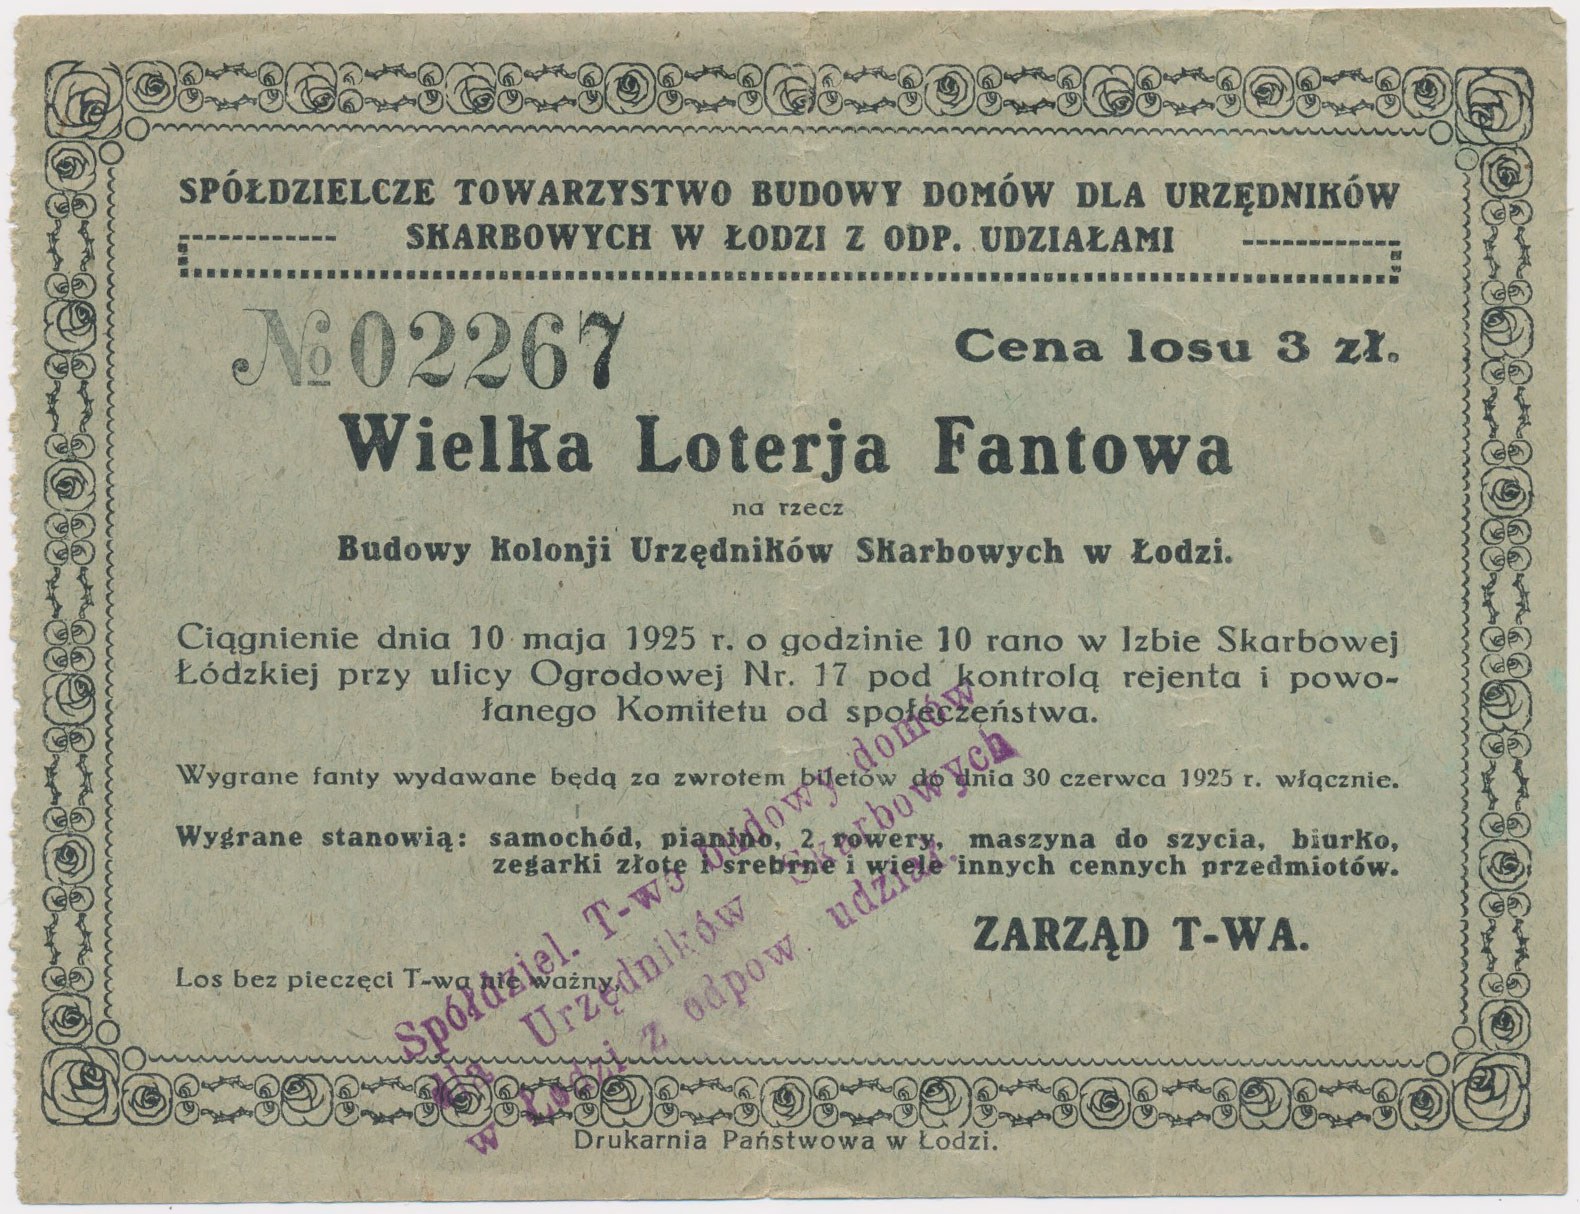 SPÓŁDZIELCZE TOWARZYSTWO BUDOWY DOMÓW DLA URZĘDNIKÓW
SKARBOWYCH W ŁODZI Z ODP. UDZIAŁAMI
№ 02267
Cena losu 3 zł.
Wielka Loterja Fantowa
na rzecz
Budowy Kolonji Urzędników Skarbowych w Łodzi.
Ciągnienie dnia 10 maja 1925 r. o godzinie 10 rano w Izbie Skarbowej
Łódzkiej przy ulicy Ogrodowej Nr. 17 pod kontrolą rejenta i powo-
łanego Komitetu od społeczeństwa.
Wygrane fanty wydawane będą za zwrotem biletów do dnia 30 czerwca 1925 r. włącznie.
Wygrane stanowią: samochód, pianino, 2 rowery, maszyna do szycia, biurko,
zegarki złote i srebrne i wiele innych cennych przedmiotów.
ZARZĄD T-WA.
Los bez pieczęci T-wa nie ważny.
Spółdziel. T-wo budowy domów
dla Urzędników Skarbowych
w Łodzi z odpow. udział.
Drukarnia Państwowa w Łodzi.